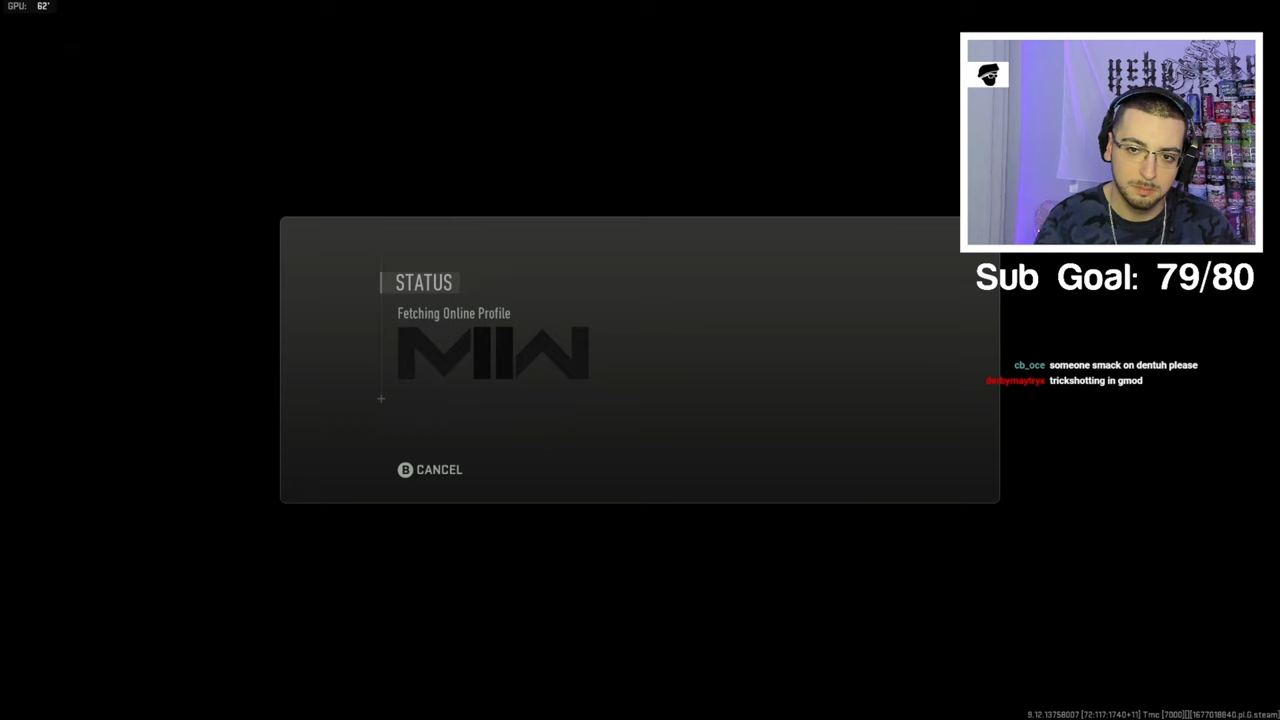 GPU: 62°
STATUS
Fetching Online Profile
MIIW
B CANCEL
Sub Goal: 79/80
cb_oce someone smack on dentuh please
trickshotting in gmod